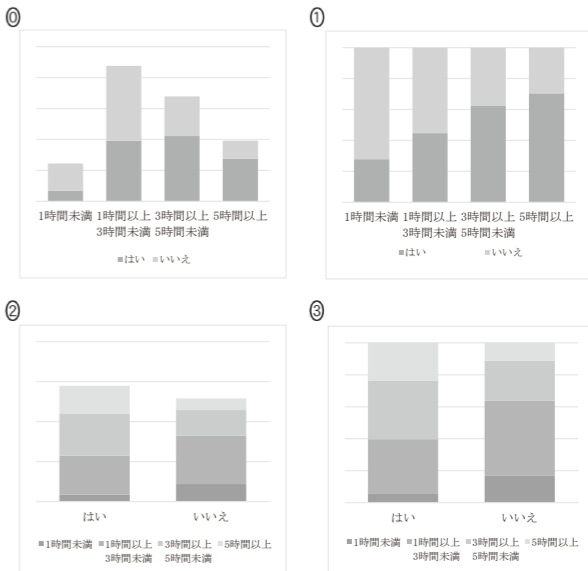 ⓪
①
1時間未満 1時間以上 3時間以上 5時間以上
3時間未満 5時間未満
■はい ■いいえ
1時間未満 1時間以上 3時間以上 5時間以上
3時間未満 5時間未満
■はい ■いいえ
②
③
はい いいえ
■1時間未満 ■1時間以上 ■3時間以上 ■5時間以上
3時間未満 5時間未満
はい いいえ
■1時間未満 ■1時間以上 ■3時間以上 ■5時間以上
3時間未満 5時間未満